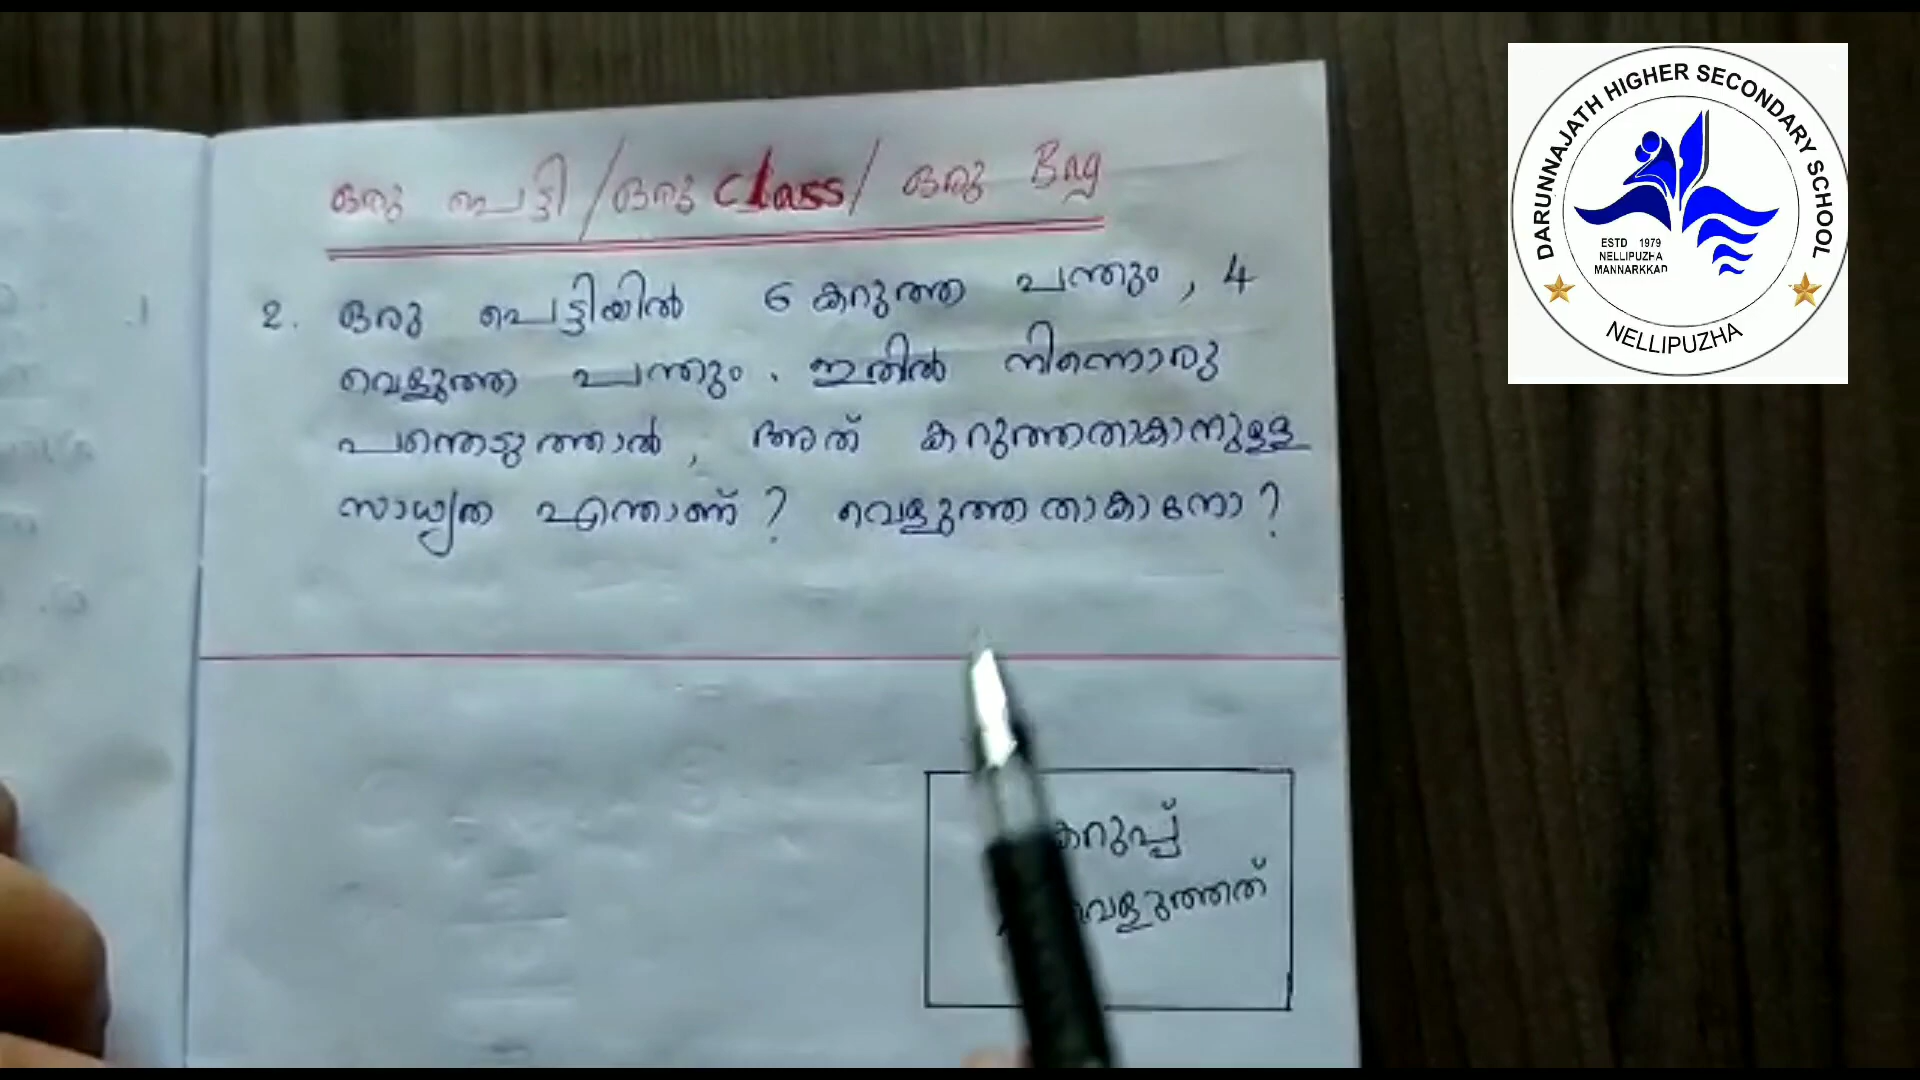 ഒരു പെട്ടി / ഒരു Class / ഒരു Bag
2. ഒരു പെട്ടിയിൽ 6 കറുത്ത പന്തും, 4
വെളുത്ത പന്തും. ഇതിൽ നിന്നൊരു
പന്തെടുത്താൽ, അത് കറുത്തതാകാനുള്ള
സാധ്യത എന്താണ്? വെളുത്തതാകാനോ?
കറുപ്പ്
വെളുത്തത്
DARUNNAJATH HIGHER SECONDARY SCHOOL
ESTD 1979
NELLIPUZHA
MANNARKKAD
NELLIPUZHA